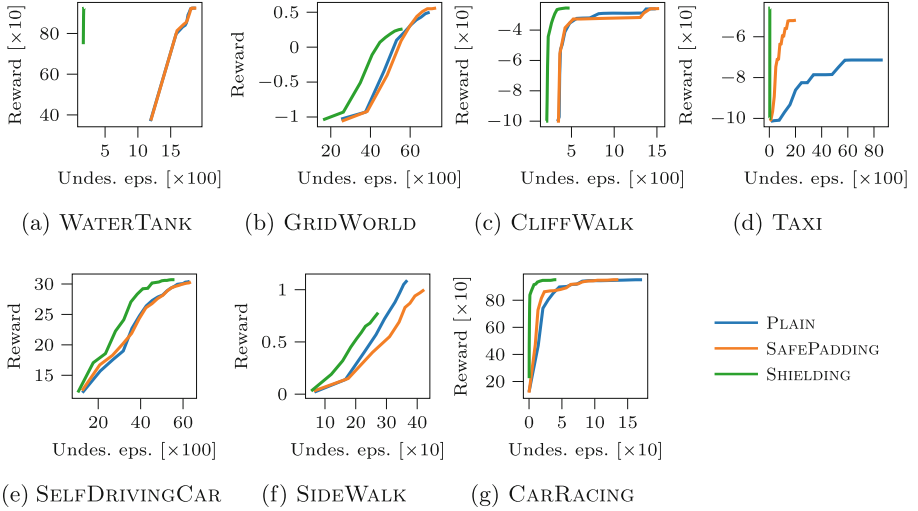 Reward [×10]
80
60
40
5
15
Undes. eps. [×100]
(a) WATERTANK
Reward
0.5
0
−0.5
−1
20
40
60
Undes. eps. [×100]
(b) GRIDWORLD
Reward [×10]
−4
−6
−8
−10
5
15
Undes. eps. [×100]
(c) CLIFFWALK
Reward [×10]
−6
−8
−10
0
20
40
60
80
Undes. eps. [×100]
(d) TAXI
Reward
30
25
20
15
20
40
60
Undes. eps. [×100]
(e) SELFDRIVINGCAR
Reward
1
0.5
0
10
20
30
40
Undes. eps. [×10]
(f) SIDEWALK
Reward [×10]
80
60
40
20
0
5
10
15
Undes. eps. [×10]
(g) CARRACING
PLAIN
SAFEPADDING
SHIELDING